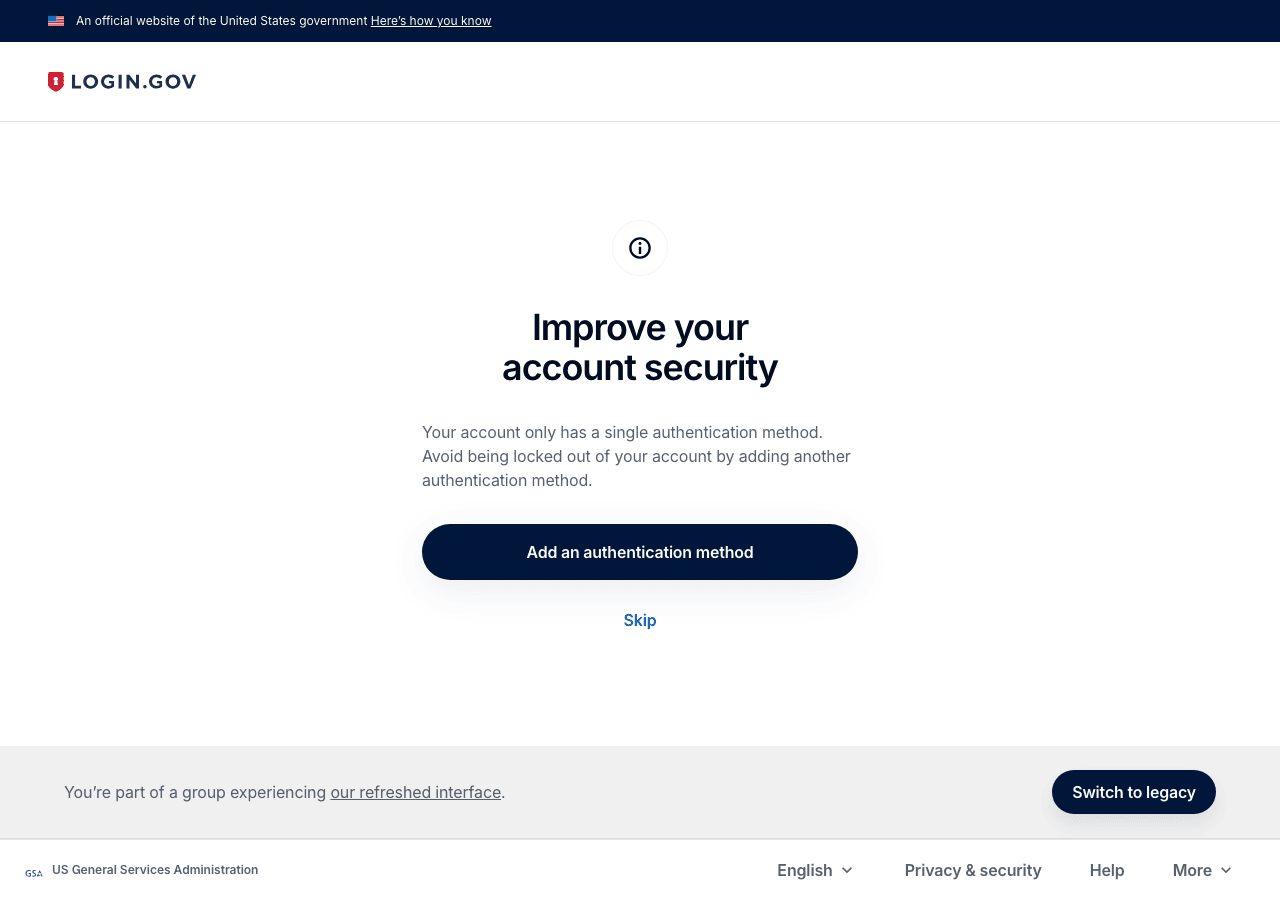 An official website of the United States government Here’s how you know
LOGIN.GOV
Improve your
account security
Your account only has a single authentication method.
Avoid being locked out of your account by adding another
authentication method.
Add an authentication method
Skip
You’re part of a group experiencing our refreshed interface.
Switch to legacy
GSA US General Services Administration
English
Privacy & security
Help
More